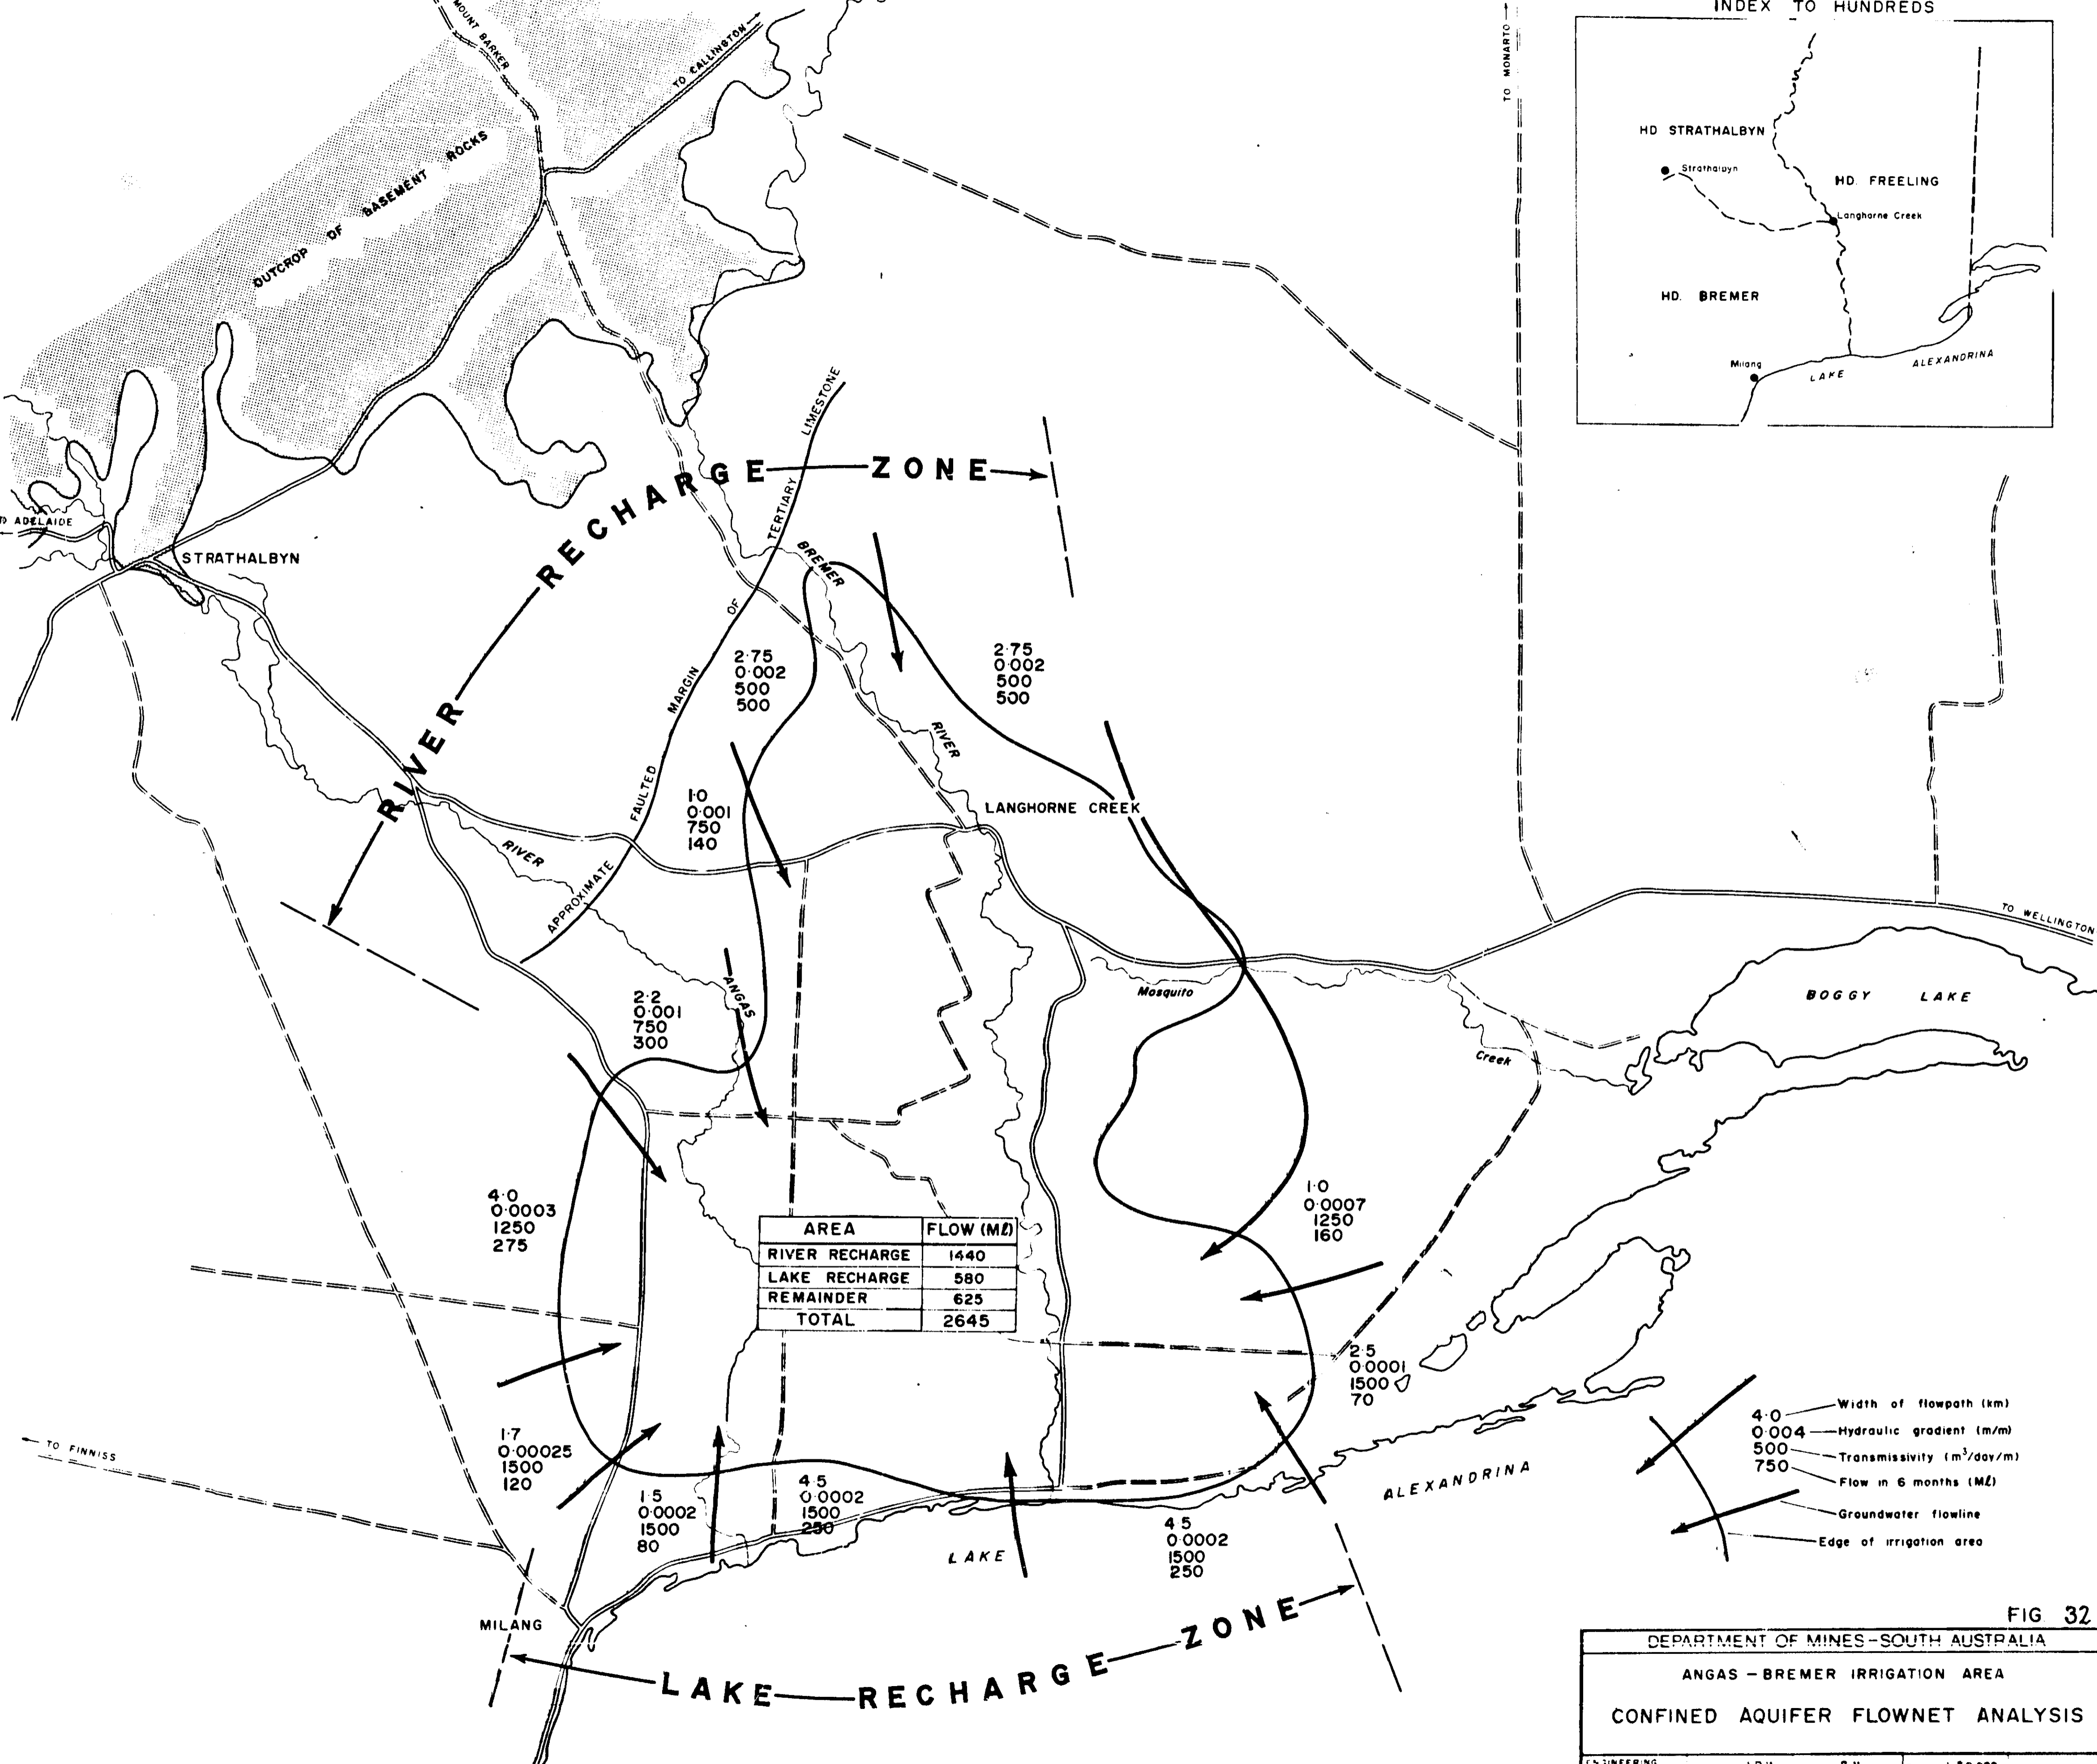 INDEX TO HUNDREDS
HD STRATHALBYN
Strathalbyn
HD. FREELING
Langhorne Creek
HD. BREMER
Milang
LAKE ALEXANDRINA
MOUNT BARKER
TO CALLINGTON
TO MONARTO
OUTCROP OF BASEMENT ROCKS
TO ADELAIDE
STRATHALBYN
RIVER RECHARGE ZONE
APPROXIMATE FAULTED MARGIN OF TERTIARY LIMESTONE
BREMER RIVER
2·75
0·002
500
500
2·75
0·002
500
500
1·0
0·001
750
140
LANGHORNE CREEK
RIVER
ANGAS
TO WELLINGTON
BOGGY LAKE
Mosquito
Creek
2·2
0·001
750
300
4·0
0·0003
1250
275
1·0
0·0007
1250
160
AREA FLOW (Mℓ)
RIVER RECHARGE 1440
LAKE RECHARGE 580
REMAINDER 625
TOTAL 2645
2·5
0·0001
1500
70
1·7
0·00025
1500
120
1·5
0·0002
1500
80
4·5
0·0002
1500
250
4·5
0·0002
1500
250
TO FINNISS
LAKE ALEXANDRINA
MILANG
LAKE RECHARGE ZONE
4·0 Width of flowpath (km)
0·004 Hydraulic gradient (m/m)
500 Transmissivity (m³/day/m)
750 Flow in 6 months (Mℓ)
Groundwater flowline
Edge of irrigation area
FIG 32
DEPARTMENT OF MINES-SOUTH AUSTRALIA
ANGAS - BREMER IRRIGATION AREA
CONFINED AQUIFER FLOWNET ANALYSIS
ENGINEERING